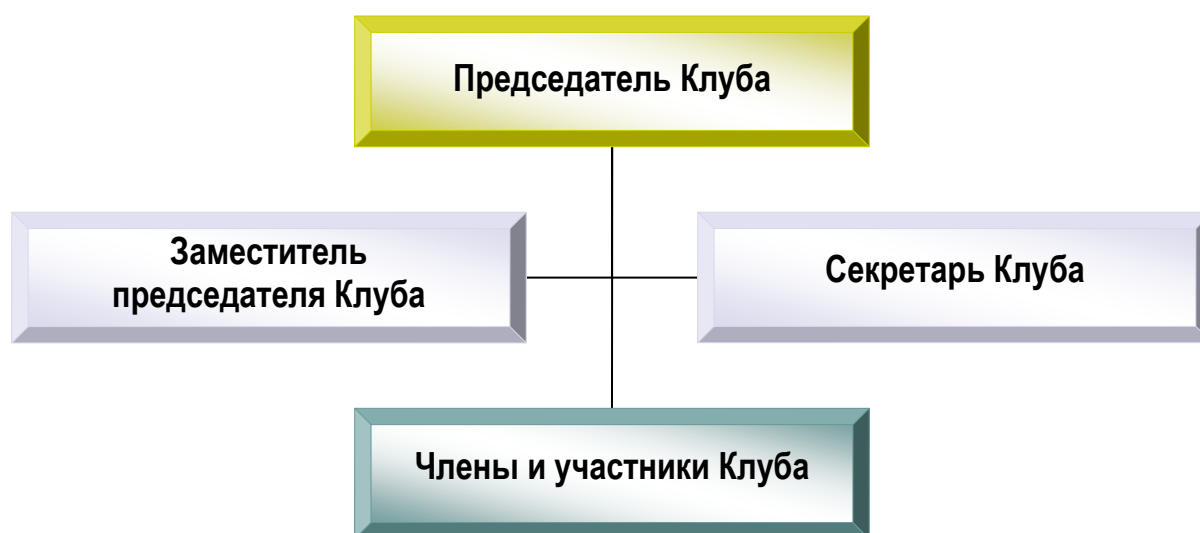 Председатель Клуба
Заместитель
председателя Клуба
Секретарь Клуба
Члены и участники Клуба